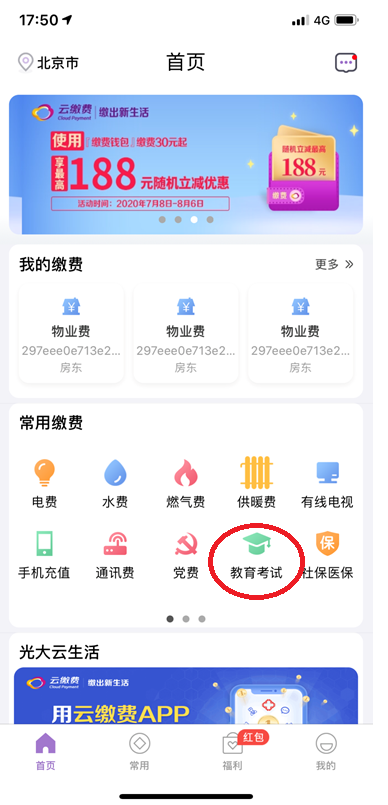 17:50 4G
北京市 首页
云缴费 缴出新生活
Cloud Payment
使用 缴费钱包 缴费30元起
享最高 188 元随机立减优惠
活动时间：2020年7月8日-8月6日
随机立减最高
188元
缴费
我的缴费 更多 »
物业费 物业费 物业费
297eee0e713e2... 297eee0e713e2... 297eee0e713e2...
房东 房东 房东
常用缴费
电费 水费 燃气费 供暖费 有线电视
保
手机充值 通讯费 党费 教育考试 社保医保
光大云生活
云缴费 缴出新生活
Cloud Payment
用云缴费APP
红包
首页 常用 福利 我的